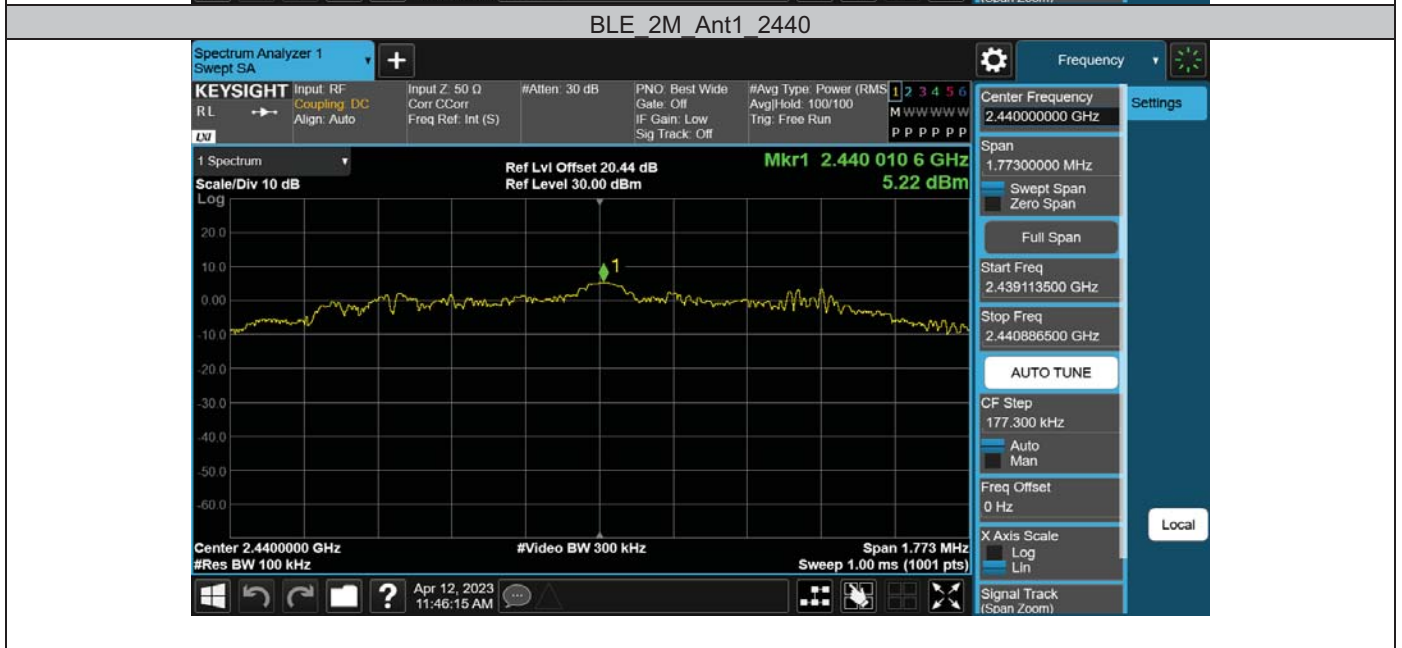 (Span Zoom)
BLE_2M_Ant1_2440
Spectrum Analyzer 1
Swept SA
+
Frequency
KEYSIGHT
RL
LXI
Input: RF
Coupling: DC
Align: Auto
Input Z: 50 Ω
Corr CCorr
Freq Ref: Int (S)
#Atten: 30 dB
PNO: Best Wide
Gate: Off
IF Gain: Low
Sig Track: Off
#Avg Type: Power (RMS
Avg|Hold: 100/100
Trig: Free Run
1 2 3 4 5 6
M W W W W W
P P P P P P
Center Frequency
2.440000000 GHz
Settings
1 Spectrum
Scale/Div 10 dB
Ref Lvl Offset 20.44 dB
Ref Level 30.00 dBm
Mkr1 2.440 010 6 GHz
5.22 dBm
Span
1.77300000 MHz
Swept Span
Zero Span
Full Span
Start Freq
2.439113500 GHz
Stop Freq
2.440886500 GHz
AUTO TUNE
CF Step
177.300 kHz
Auto
Man
Freq Offset
0 Hz
X Axis Scale
Log
Lin
Signal Track
(Span Zoom)
Local
Log
20.0
10.0
0.00
-10.0
-20.0
-30.0
-40.0
-50.0
-60.0
1
Center 2.4400000 GHz
#Res BW 100 kHz
#Video BW 300 kHz
Span 1.773 MHz
Sweep 1.00 ms (1001 pts)
?
Apr 12, 2023
11:46:15 AM